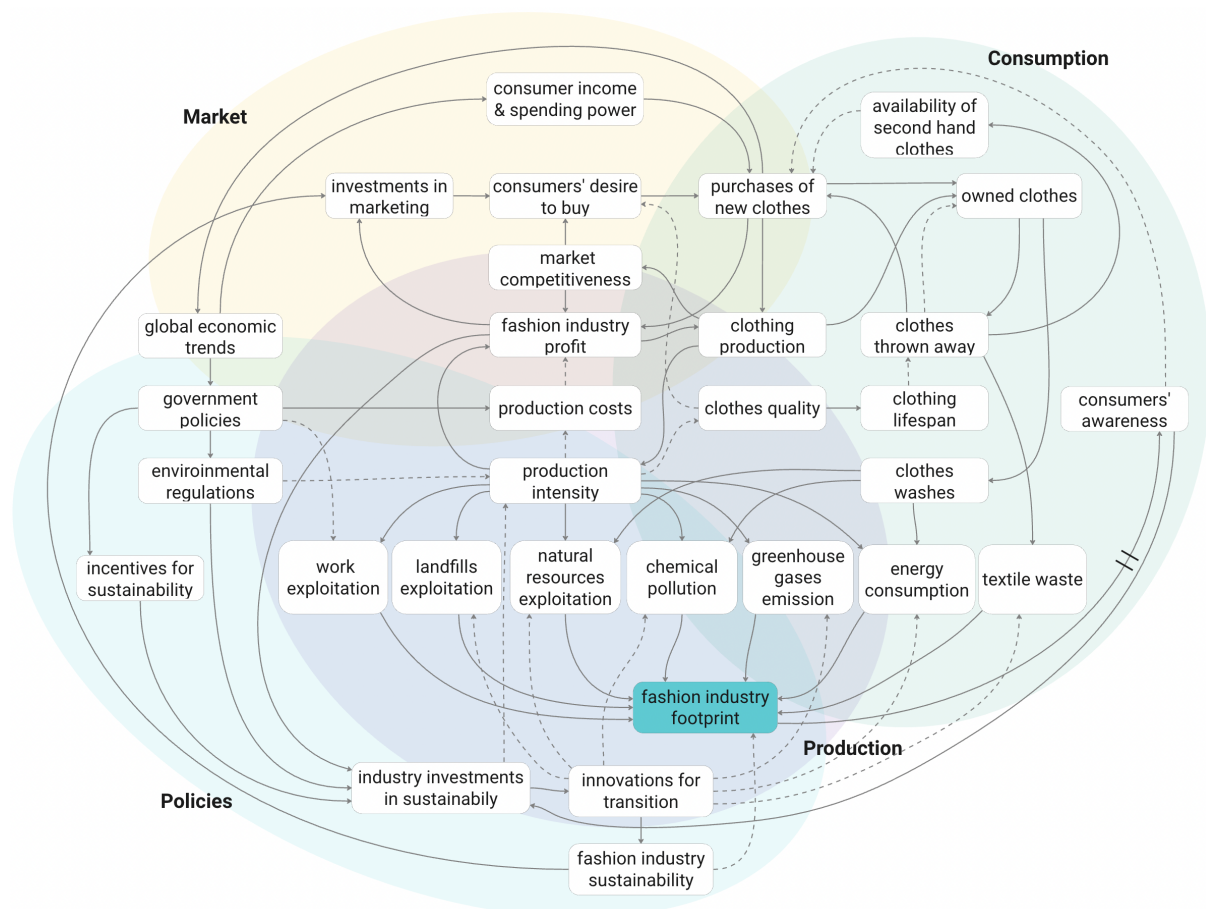 Consumption
consumer income
& spending power
availability of
second hand
clothes
Market
investments in
marketing
consumers' desire
to buy
purchases of
new clothes
owned clothes
market
competitiveness
global economic
trends
fashion industry
profit
clothing
production
clothes
thrown away
government
policies
production costs
clothes quality
clothing
lifespan
consumers'
awareness
enviroinmental
regulations
production
intensity
clothes
washes
incentives for
sustainability
work
exploitation
landfills
exploitation
natural
resources
exploitation
chemical
pollution
greenhouse
gases
emission
energy
consumption
textile waste
fashion industry
footprint
Production
Policies
industry investments
in sustainabily
innovations for
transition
fashion industry
sustainability